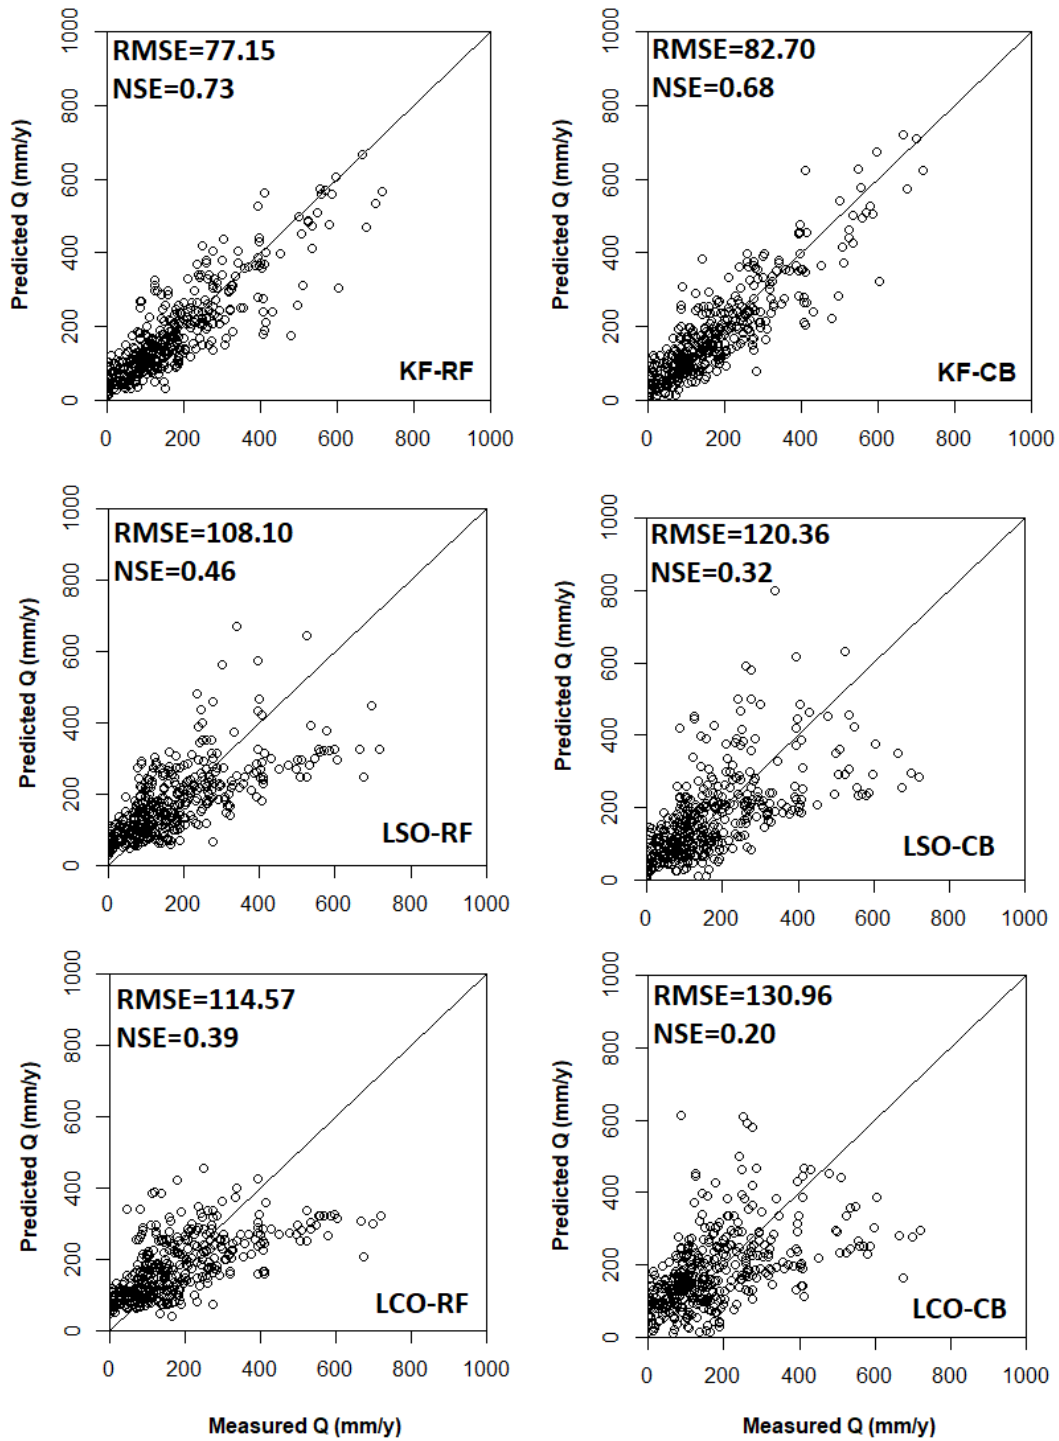 RMSE=77.15
NSE=0.73
Predicted Q (mm/y)
0 200 400 600 800 1000
KF-RF
0 200 400 600 800 1000
RMSE=82.70
NSE=0.68
Predicted Q (mm/y)
0 200 400 600 800 1000
KF-CB
0 200 400 600 800 1000
RMSE=108.10
NSE=0.46
Predicted Q (mm/y)
0 200 400 600 800 1000
LSO-RF
0 200 400 600 800 1000
RMSE=120.36
NSE=0.32
Predicted Q (mm/y)
0 200 400 600 800 1000
LSO-CB
0 200 400 600 800 1000
RMSE=114.57
NSE=0.39
Predicted Q (mm/y)
0 200 400 600 800 1000
LCO-RF
0 200 400 600 800 1000
Measured Q (mm/y)
RMSE=130.96
NSE=0.20
Predicted Q (mm/y)
0 200 400 600 800 1000
LCO-CB
0 200 400 600 800 1000
Measured Q (mm/y)